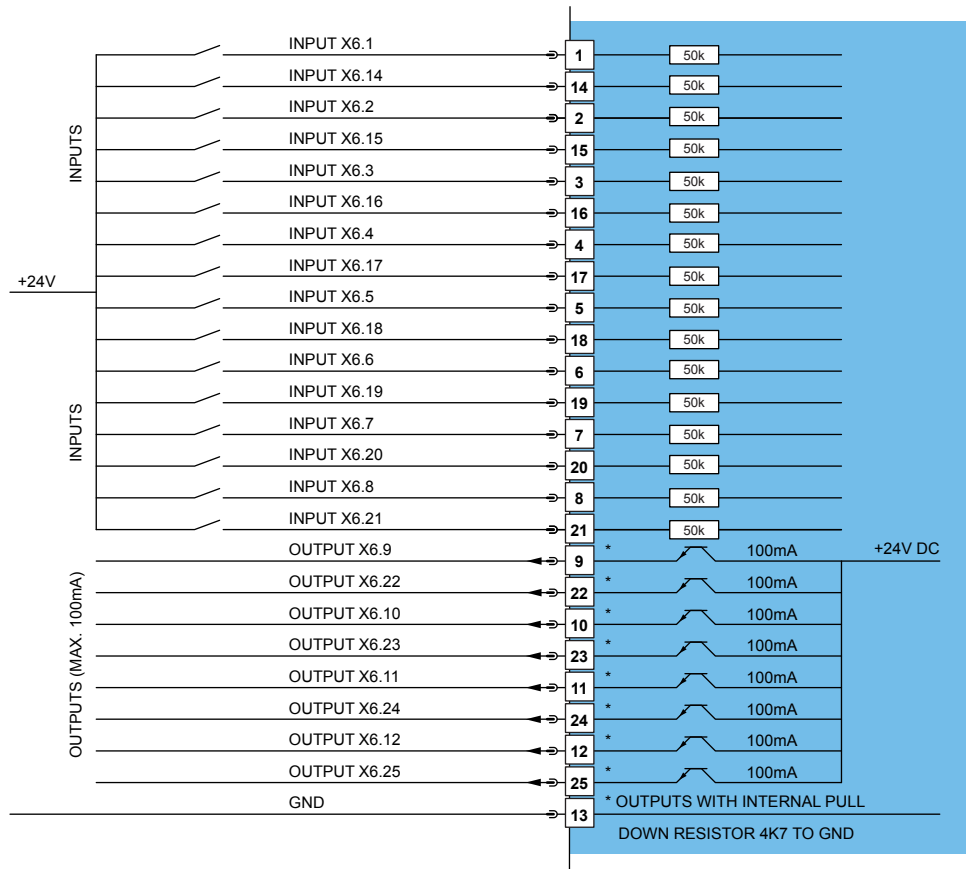 INPUT X6.1 1 50k
INPUT X6.14 14 50k
INPUT X6.2 2 50k
INPUT X6.15 15 50k
INPUTS
INPUT X6.3 3 50k
INPUT X6.16 16 50k
INPUT X6.4 4 50k
INPUT X6.17 17 50k
+24V
INPUT X6.5 5 50k
INPUT X6.18 18 50k
INPUT X6.6 6 50k
INPUT X6.19 19 50k
INPUTS
INPUT X6.7 7 50k
INPUT X6.20 20 50k
INPUT X6.8 8 50k
INPUT X6.21 21 50k
OUTPUT X6.9 9 * 100mA +24V DC
OUTPUT X6.22 22 * 100mA
OUTPUT X6.10 10 * 100mA
OUTPUTS (MAX. 100mA)
OUTPUT X6.23 23 * 100mA
OUTPUT X6.11 11 * 100mA
OUTPUT X6.24 24 * 100mA
OUTPUT X6.12 12 * 100mA
OUTPUT X6.25 25 * 100mA
GND 13 * OUTPUTS WITH INTERNAL PULL
DOWN RESISTOR 4K7 TO GND